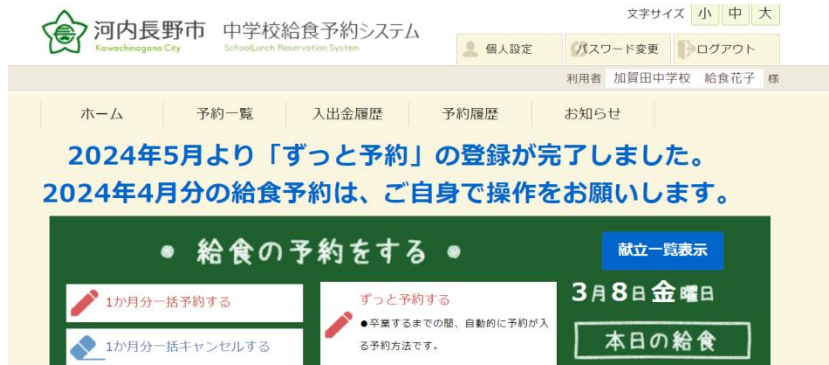 文字サイズ 小 中 大
河内長野市 中学校給食予約システム
Kawachinagano City SchoolLunch Reservation System
個人設定 パスワード変更 ログアウト
利用者 加賀田中学校 給食花子 様
ホーム 予約一覧 入出金履歴 予約履歴 お知らせ
2024年5月より「ずっと予約」の登録が完了しました。
2024年4月分の給食予約は、ご自身で操作をお願いします。
● 給食の予約をする ●
献立一覧表示
1か月分一括予約する
1か月分一括キャンセルする
ずっと予約する
●卒業するまでの間、自動的に予約が入
る予約方法です。
3月8日金曜日
本日の給食